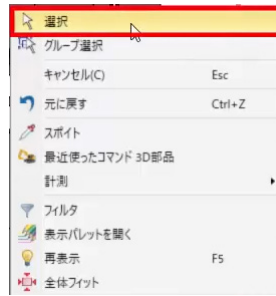 選択
グループ選択
キャンセル(C) Esc
元に戻す Ctrl+Z
スポイト
最近使ったコマンド 3D部品
計測
フィルタ
表示パレットを開く
再表示 F5
全体フィット